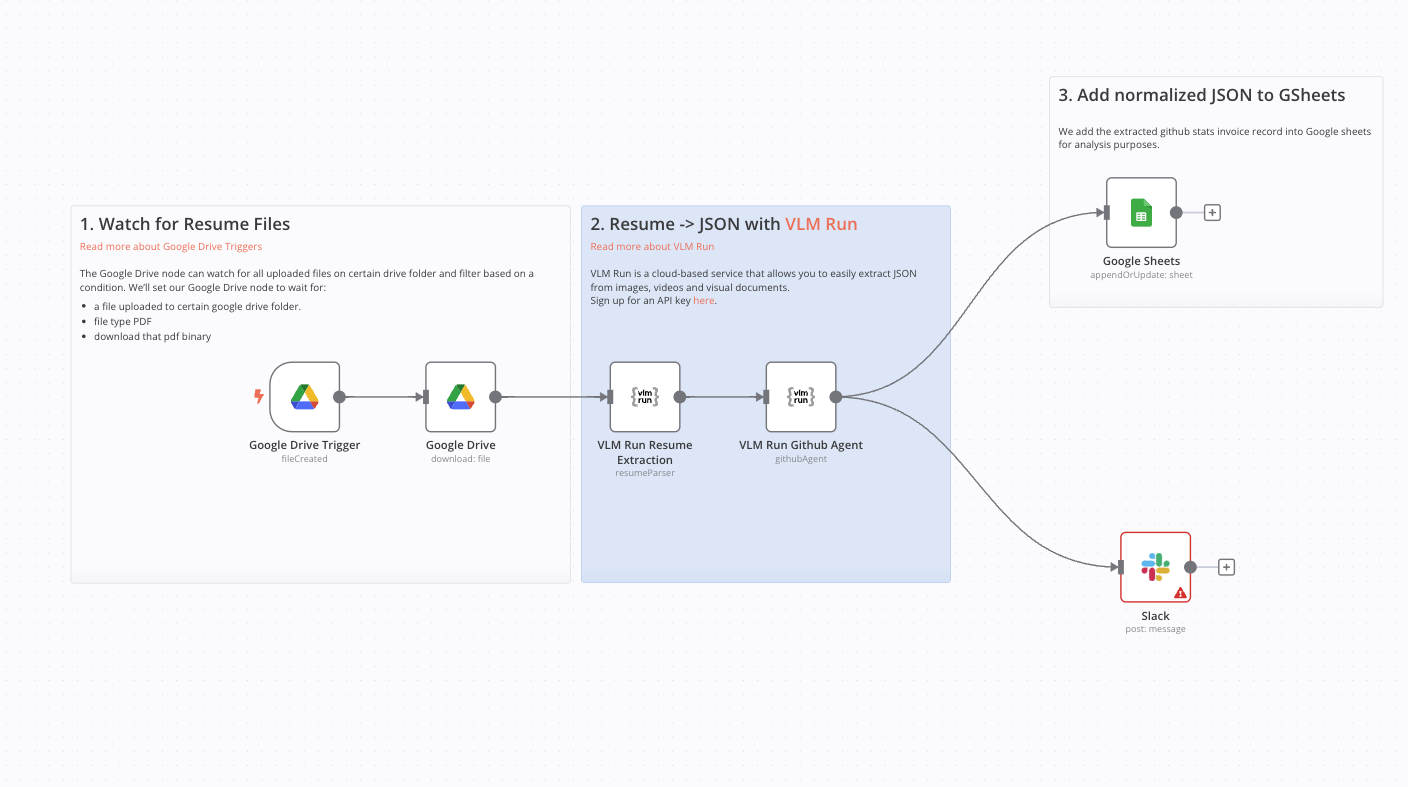 3. Add normalized JSON to GSheets
We add the extracted github stats invoice record into Google sheets
for analysis purposes.
Google Sheets
appendOrUpdate: sheet
1. Watch for Resume Files
Read more about Google Drive Triggers
The Google Drive node can watch for all uploaded files on certain drive folder and filter based on a
condition. We’ll set our Google Drive node to wait for:
• a file uploaded to certain google drive folder.
• file type PDF
• download that pdf binary
Google Drive Trigger
fileCreated
Google Drive
download: file
2. Resume -> JSON with VLM Run
Read more about VLM Run
VLM Run is a cloud-based service that allows you to easily extract JSON
from images, videos and visual documents.
Sign up for an API key here.
{vlm
run}
VLM Run Resume
Extraction
resumeParser
{vlm
run}
VLM Run Github Agent
githubAgent
Slack
post: message